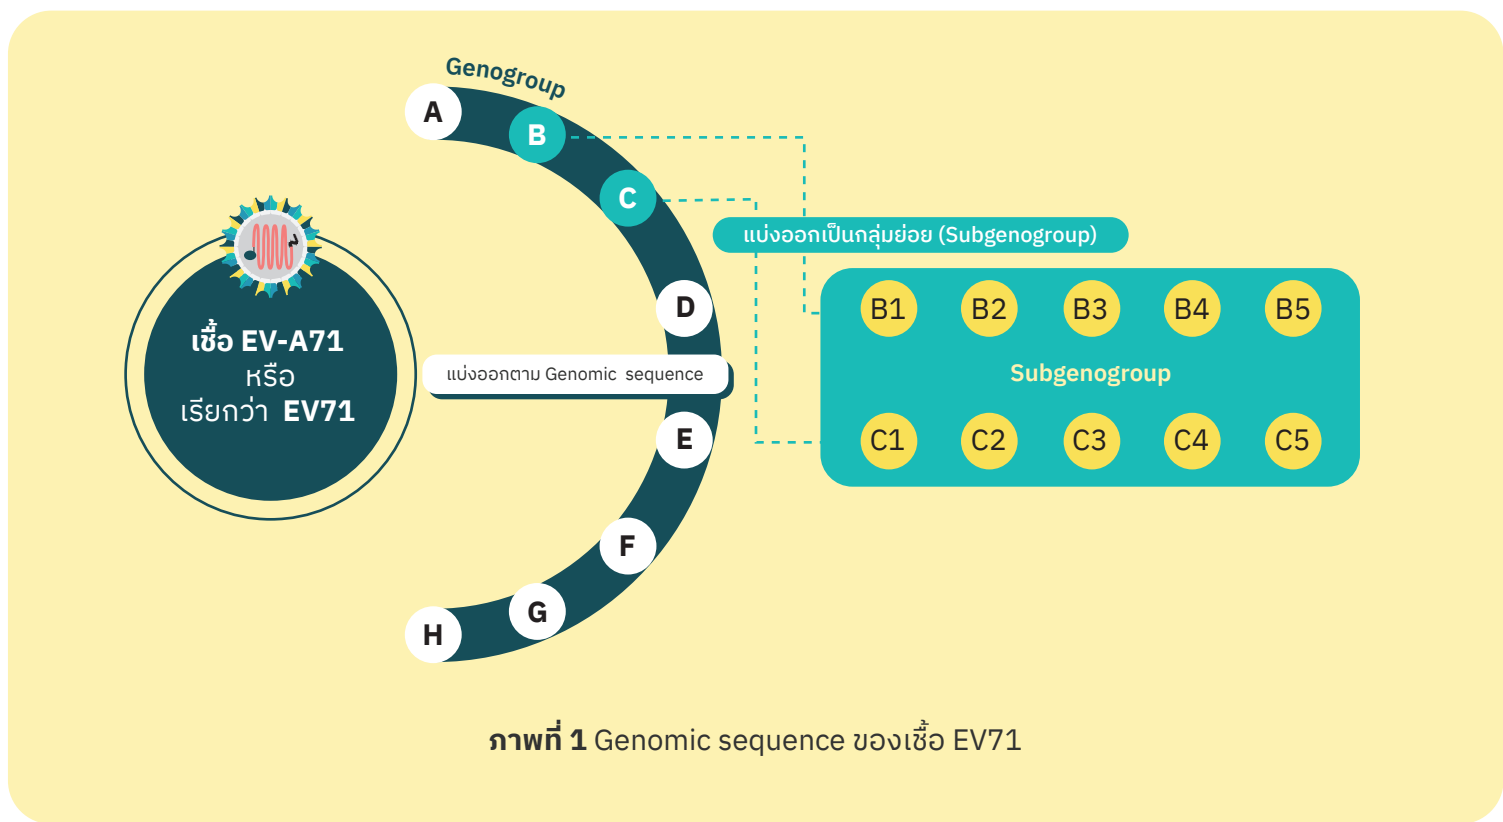 Genogroup
A
B
C
D
E
F
G
H
เชื้อ EV-A71
หรือ
เรียกว่า EV71
แบ่งออกตาม Genomic sequence
แบ่งออกเป็นกลุ่มย่อย (Subgenogroup)
B1 B2 B3 B4 B5
Subgenogroup
C1 C2 C3 C4 C5
ภาพที่ 1 Genomic sequence ของเชื้อ EV71